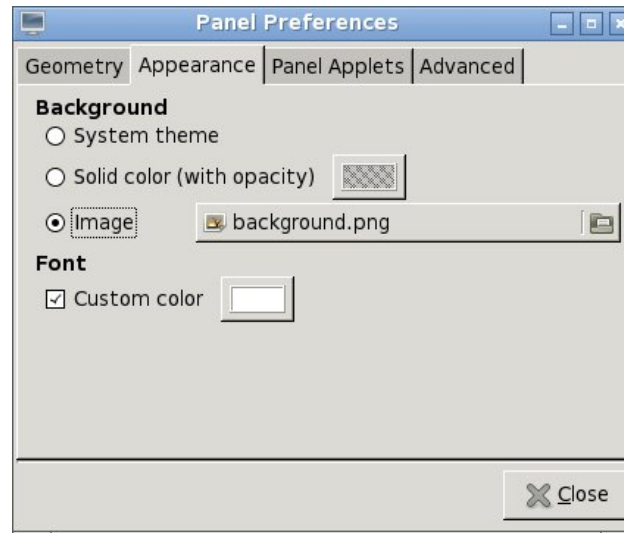 Panel Preferences
Geometry Appearance Panel Applets Advanced
Background
System theme
Solid color (with opacity)
Image background.png
Font
Custom color
Close